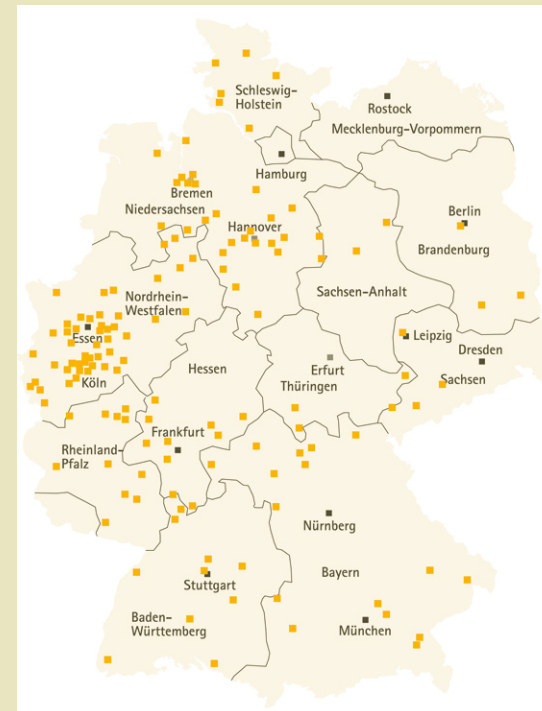 Schleswig-
Holstein
Rostock
Mecklenburg-Vorpommern
Hamburg
Bremen
Niedersachsen
Hannover
Berlin
Brandenburg
Sachsen-Anhalt
Nordrhein-
Westfalen
Essen
Leipzig
Dresden
Sachsen
Köln
Hessen
Erfurt
Thüringen
Frankfurt
Rheinland-
Pfalz
Nürnberg
Bayern
Stuttgart
Baden-
Württemberg
München